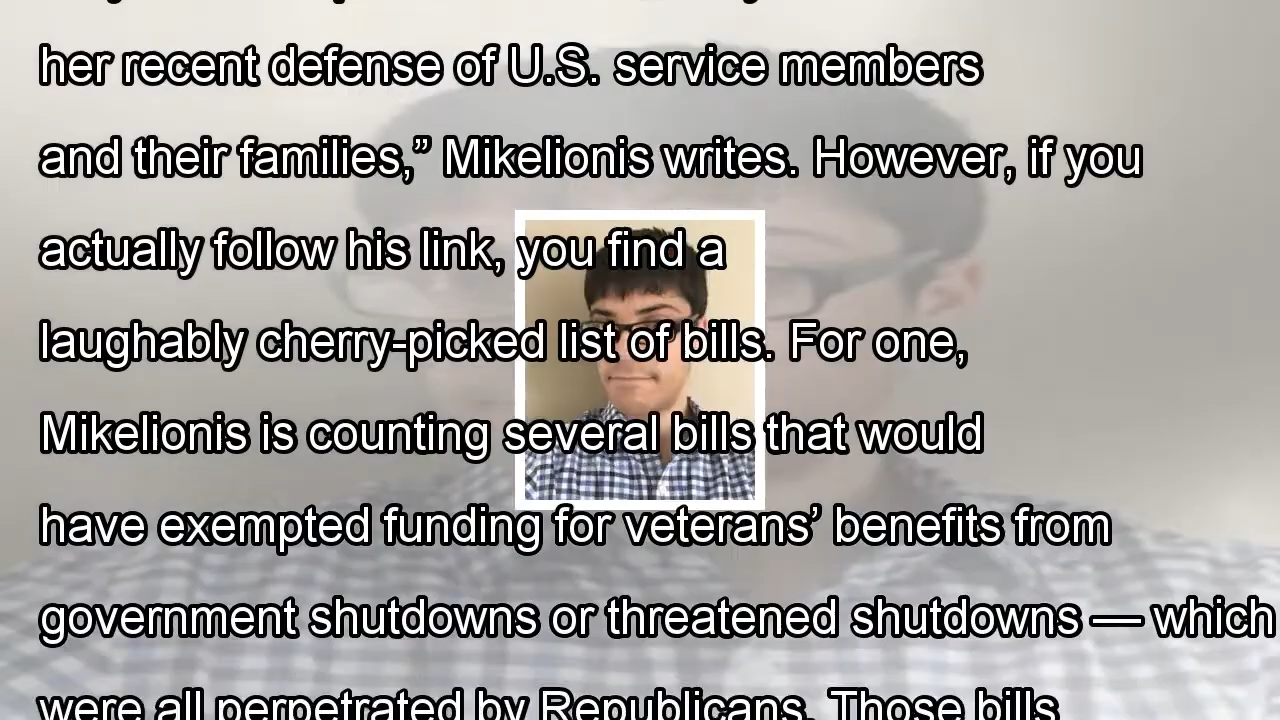 her recent defense of U.S. service members
and their families,” Mikelionis writes. However, if you
actually follow his link, you find a
laughably cherry-picked list of bills. For one,
Mikelionis is counting several bills that would
have exempted funding for veterans’ benefits from
government shutdowns or threatened shutdowns — which
were all perpetrated by Republicans. Those bills